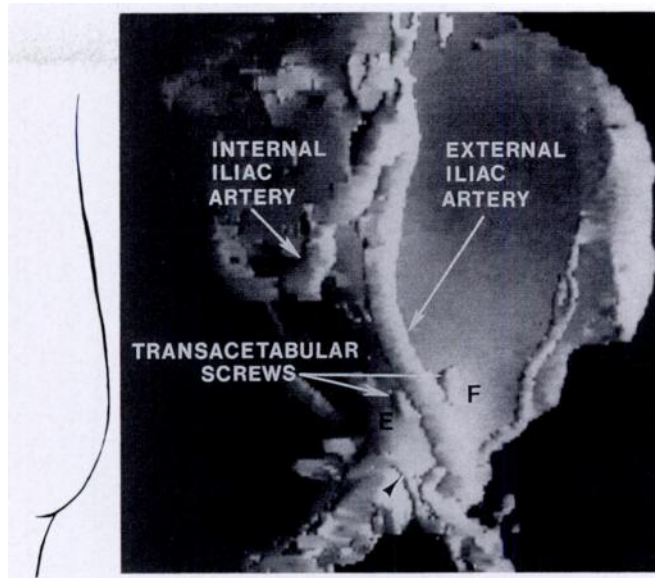 INTERNAL
ILIAC
ARTERY
EXTERNAL
ILIAC
ARTERY
TRANSACETABULAR
SCREWS
F
E